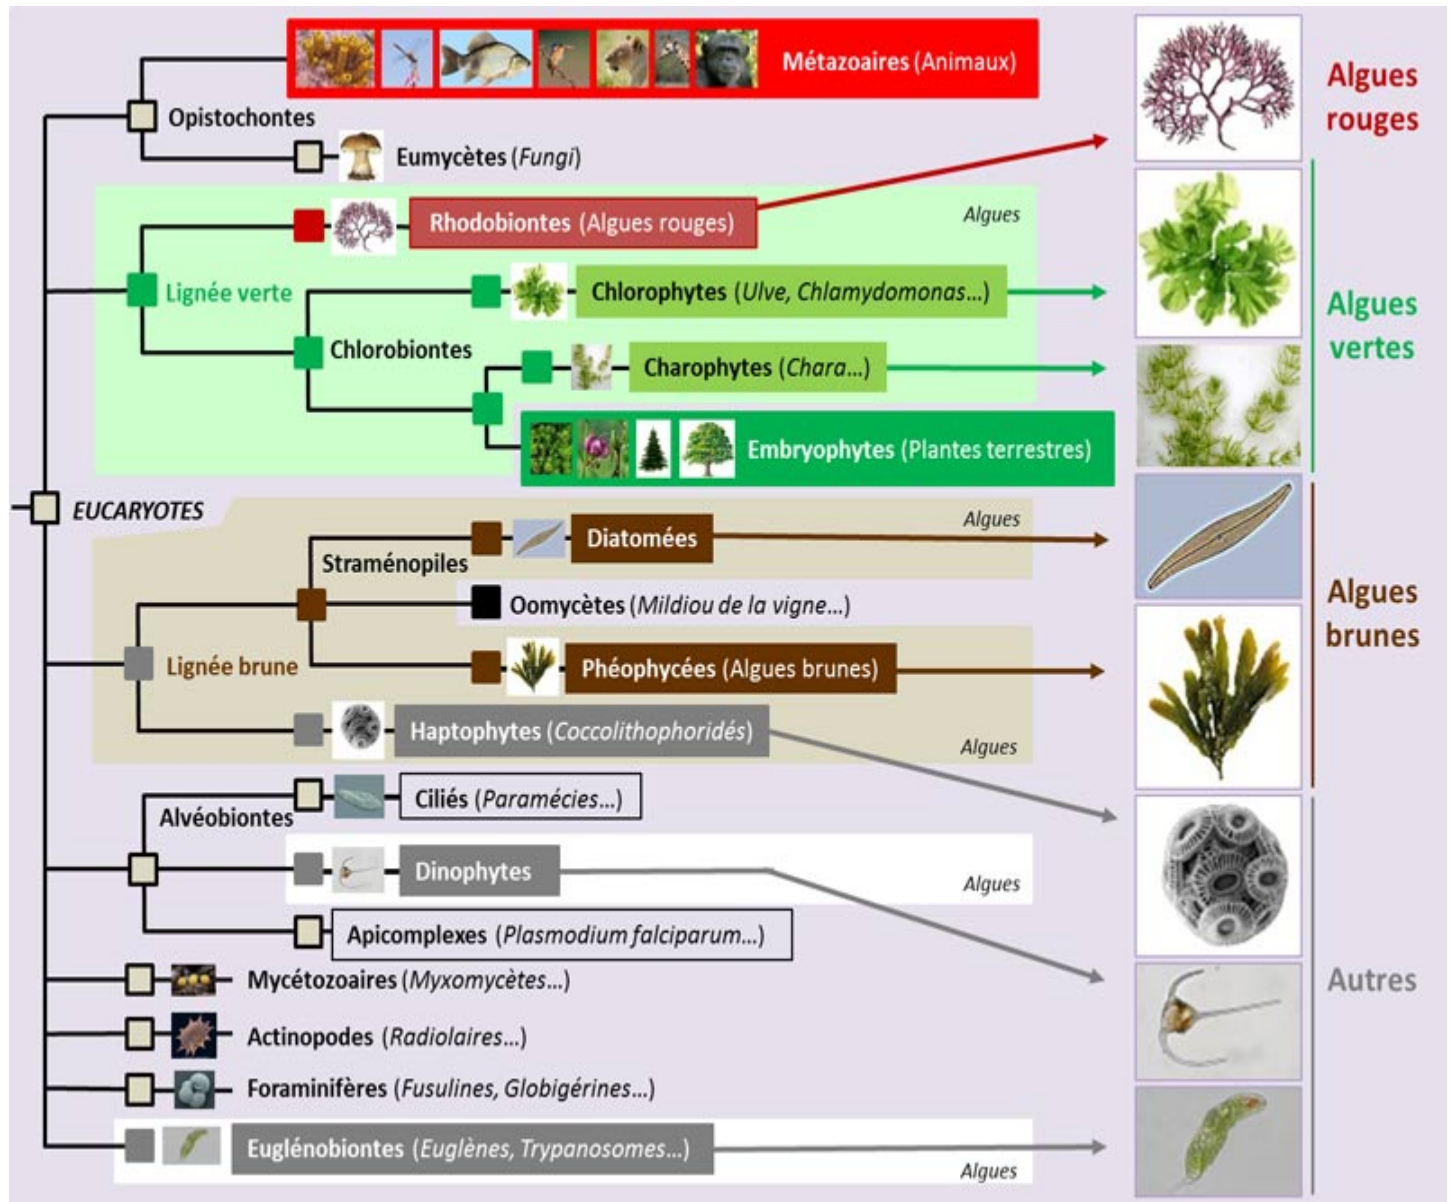 Métazoaires (Animaux)
Opistochontes
Eumycètes (Fungi)
Algues
rouges
Rhodobiontes (Algues rouges)
Algues
Lignée verte
Chlorophytes (Ulve, Chlamydomonas...)
Chlorobiontes
Charophytes (Chara...)
Embryophytes (Plantes terrestres)
Algues
vertes
EUCARYOTES
Algues
Diatomées
Straménopiles
Oomycètes (Mildiou de la vigne...)
Lignée brune
Phéophycées (Algues brunes)
Haptophytes (Coccolithophoridés)
Algues
Algues
brunes
Ciliés (Paramécies...)
Alvéobiontes
Dinophytes
Algues
Apicomplexes (Plasmodium falciparum...)
Mycétozoaires (Myxomycètes...)
Actinopodes (Radiolaires...)
Foraminifères (Fusulines, Globigérines...)
Euglénobiontes (Euglènes, Trypanosomes...)
Algues
Autres